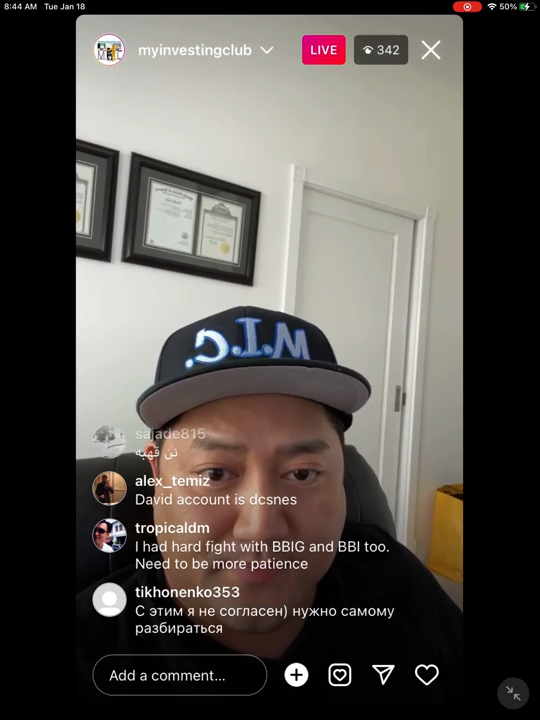 8:44 AM Tue Jan 18
50%
myinvestingclub
LIVE
342
M.I.C.
sajade815
نن قهبه
alex_temiz
David account is dcsnes
tropicaldm
I had hard fight with BBIG and BBI too.
Need to be more patience
tikhonenko353
С этим я не согласен) нужно самому
разбираться
Add a comment...